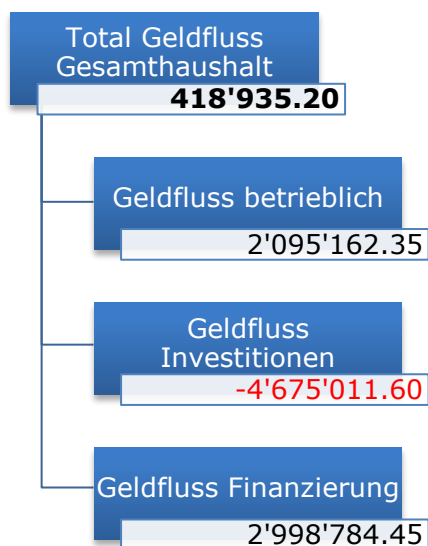 Total Geldfluss
Gesamthaushalt
418'935.20
Geldfluss betrieblich
2'095'162.35
Geldfluss
Investitionen
-4'675'011.60
Geldfluss Finanzierung
2'998'784.45